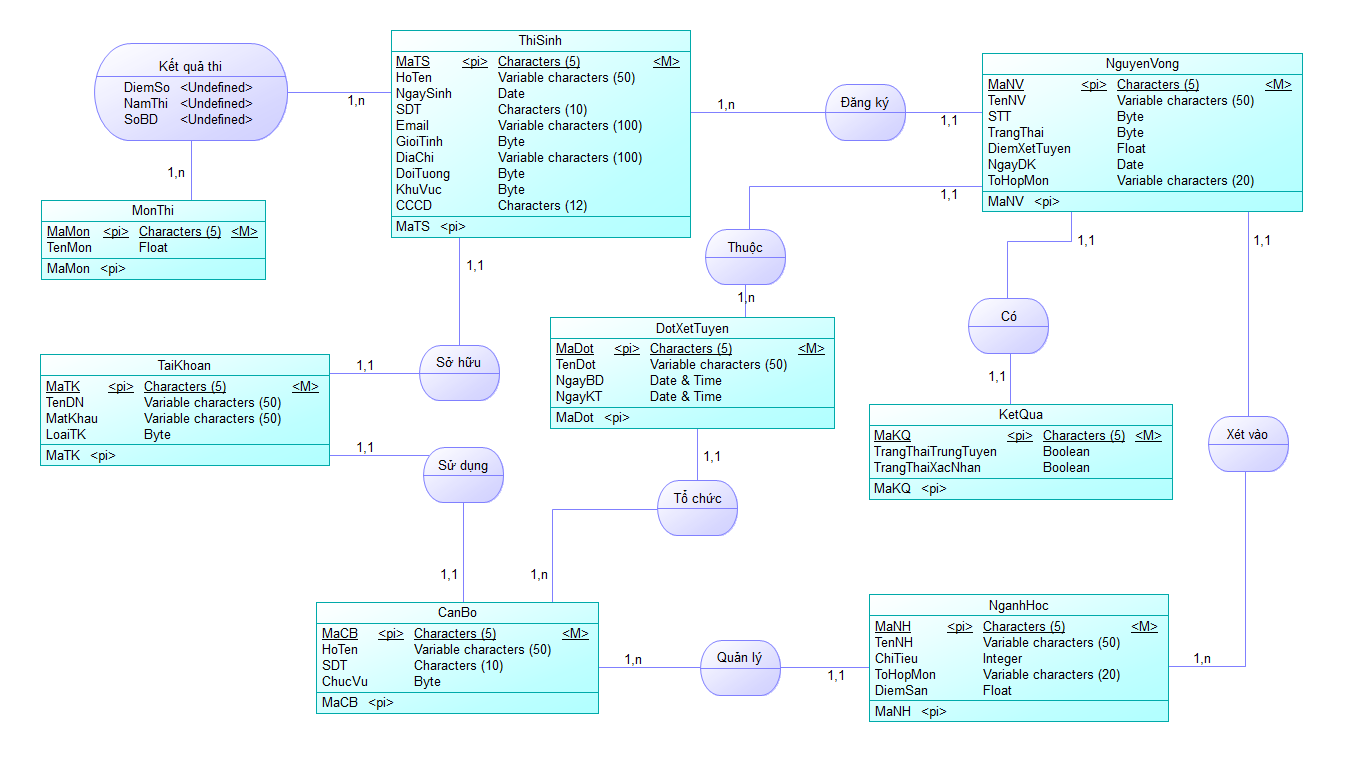 Kết quả thi
DiemSo <Undefined>
NamThi <Undefined>
SoBD <Undefined>
1,n
1,n
MonThi
MaMon <pi> Characters (5) <M>
TenMon Float
MaMon <pi>
ThiSinh
MaTS <pi> Characters (5) <M>
HoTen Variable characters (50)
NgaySinh Date
SDT Characters (10)
Email Variable characters (100)
GioiTinh Byte
DiaChi Variable characters (100)
DoiTuong Byte
KhuVuc Byte
CCCD Characters (12)
MaTS <pi>
1,n
Đăng ký
1,1
NguyenVong
MaNV <pi> Characters (5) <M>
TenNV Variable characters (50)
STT Byte
TrangThai Byte
DiemXetTuyen Float
NgayDK Date
ToHopMon Variable characters (20)
MaNV <pi>
1,1
Thuộc
1,n
1,1
1,1
1,1
Có
1,1
DotXetTuyen
MaDot <pi> Characters (5) <M>
TenDot Variable characters (50)
NgayBD Date & Time
NgayKT Date & Time
MaDot <pi>
TaiKhoan
MaTK <pi> Characters (5) <M>
TenDN Variable characters (50)
MatKhau Variable characters (50)
LoaiTK Byte
MaTK <pi>
1,1
Sở hữu
1,1
Sử dụng
1,1
KetQua
MaKQ <pi> Characters (5) <M>
TrangThaiTrungTuyen Boolean
TrangThaiXacNhan Boolean
MaKQ <pi>
Xét vào
1,n
1,1
Tổ chức
1,n
CanBo
MaCB <pi> Characters (5) <M>
HoTen Variable characters (50)
SDT Characters (10)
ChucVu Byte
MaCB <pi>
1,n
Quản lý
1,1
NganhHoc
MaNH <pi> Characters (5) <M>
TenNH Variable characters (50)
ChiTieu Integer
ToHopMon Variable characters (20)
DiemSan Float
MaNH <pi>